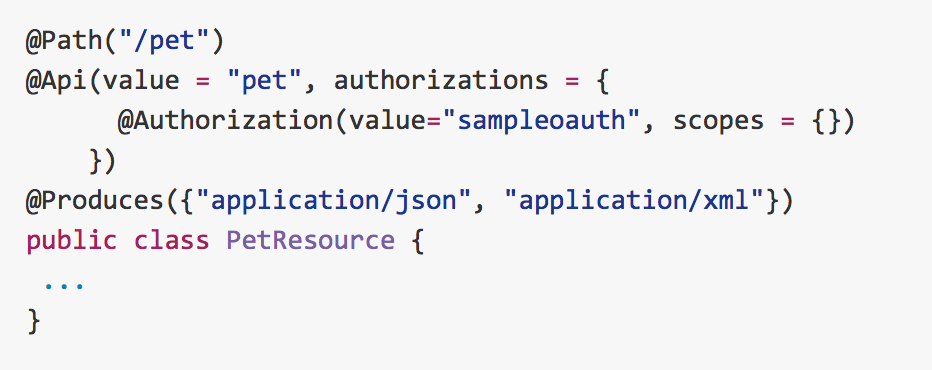 @Path("/pet")
@Api(value = "pet", authorizations = {
      @Authorization(value="sampleoauth", scopes = {})
    })
@Produces({"application/json", "application/xml"})
public class PetResource {
 ...
}